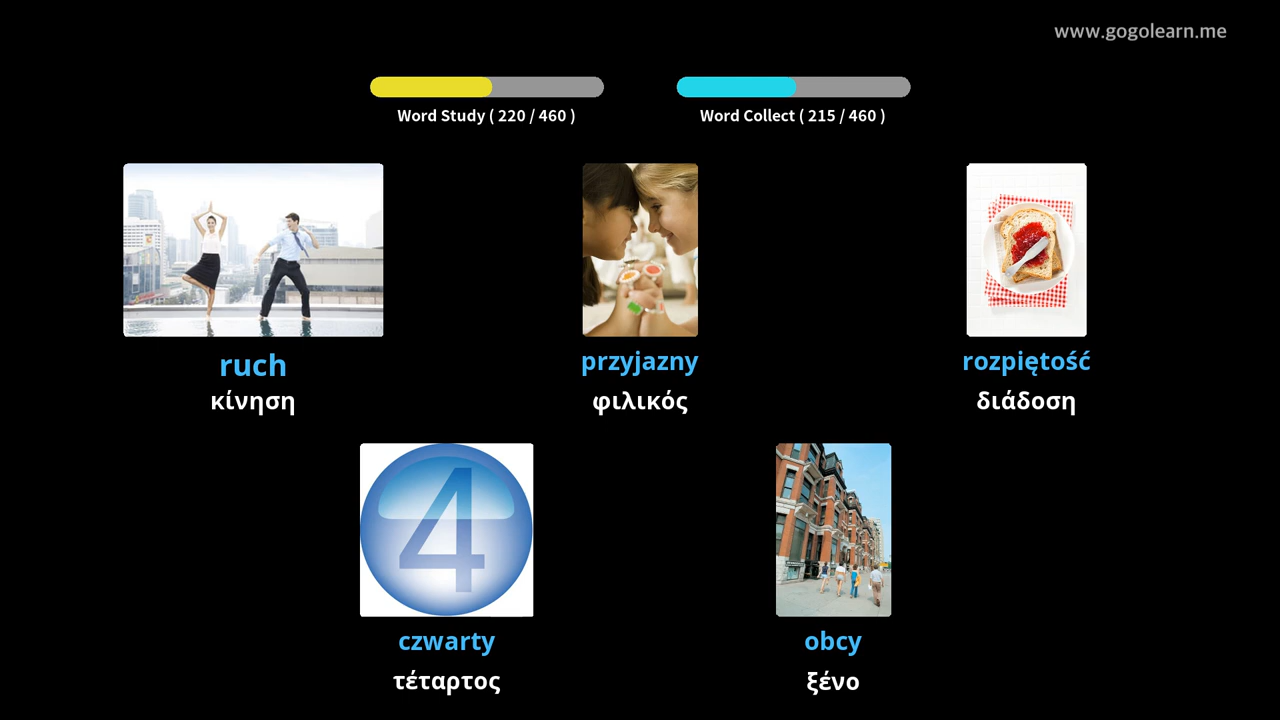 www.gogolearn.me
Word Study ( 220 / 460 )
Word Collect ( 215 / 460 )
ruch
κίνηση
przyjazny
φιλικός
rozpiętość
διάδοση
4
czwarty
τέταρτος
obcy
ξένο